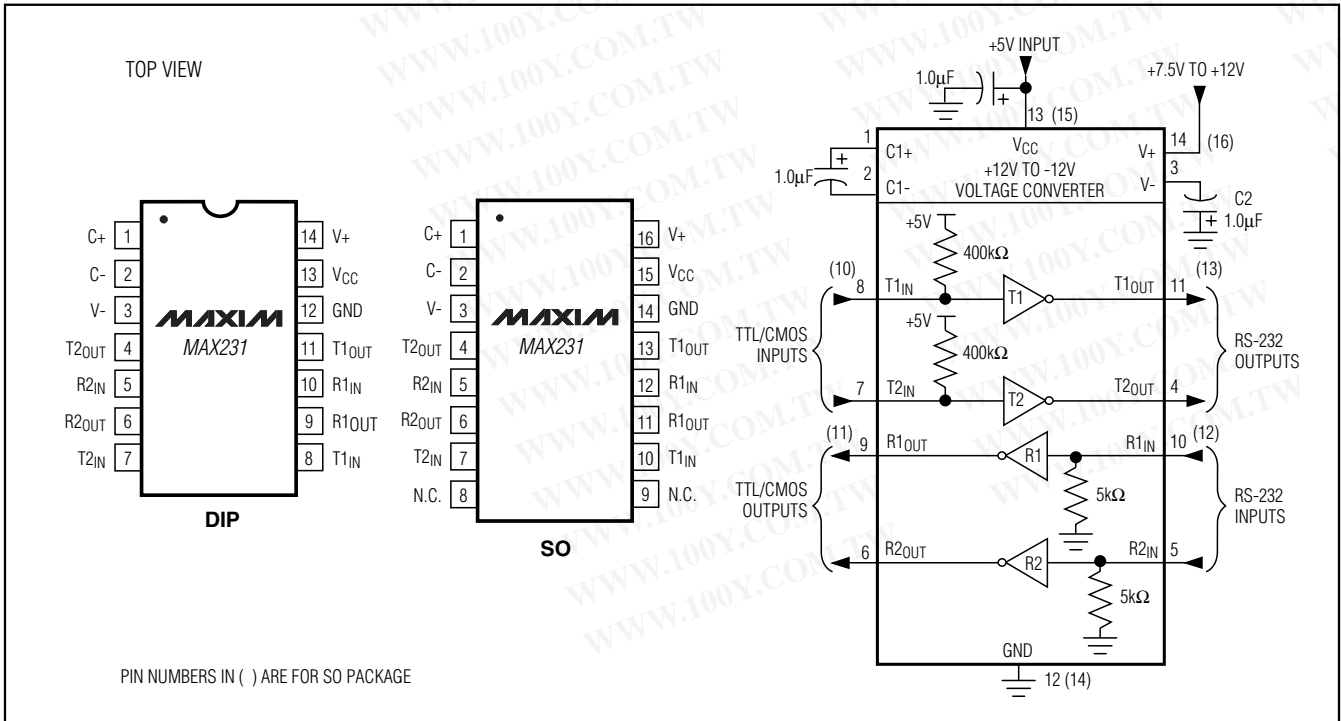 TOP VIEW
C+ 1
C- 2
V- 3
T2OUT 4
R2IN 5
R2OUT 6
T2IN 7
14 V+
13 VCC
12 GND
11 T1OUT
10 R1IN
9 R1OUT
8 T1IN
MAXIM
MAX231
DIP
C+ 1
C- 2
V- 3
T2OUT 4
R2IN 5
R2OUT 6
T2IN 7
N.C. 8
16 V+
15 VCC
14 GND
13 T1OUT
12 R1IN
11 R1OUT
10 T1IN
9 N.C.
MAXIM
MAX231
SO
PIN NUMBERS IN ( ) ARE FOR SO PACKAGE
+5V INPUT
1.0µF
+
13 (15)
+7.5V TO +12V
1
C1+
VCC
V+
14
(16)
1.0µF
+
2
C1-
+12V TO -12V
VOLTAGE CONVERTER
V-
3
C2
+ 1.0µF
+5V
400kΩ
(10)
8
T1IN
T1
T1OUT
11
(13)
+5V
400kΩ
TTL/CMOS
INPUTS
RS-232
OUTPUTS
7
T2IN
T2
T2OUT
4
(11)
9
R1OUT
R1
R1IN
10
(12)
5kΩ
TTL/CMOS
OUTPUTS
RS-232
INPUTS
6
R2OUT
R2
R2IN
5
5kΩ
GND
12 (14)
WWW.100Y.COM.TW